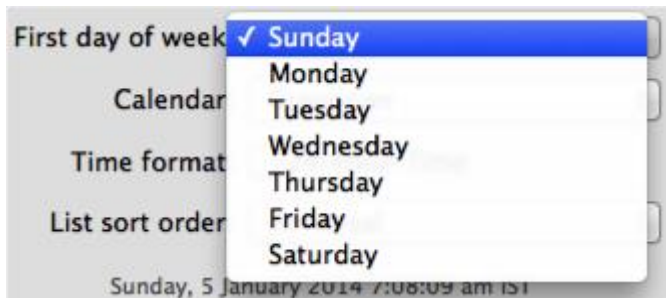 First day of week ✓ Sunday
Monday
Calendar
Tuesday
Wednesday
Time format
Thursday
List sort order
Friday
Saturday
Sunday, 5 January 2014 7:08:09 am IST